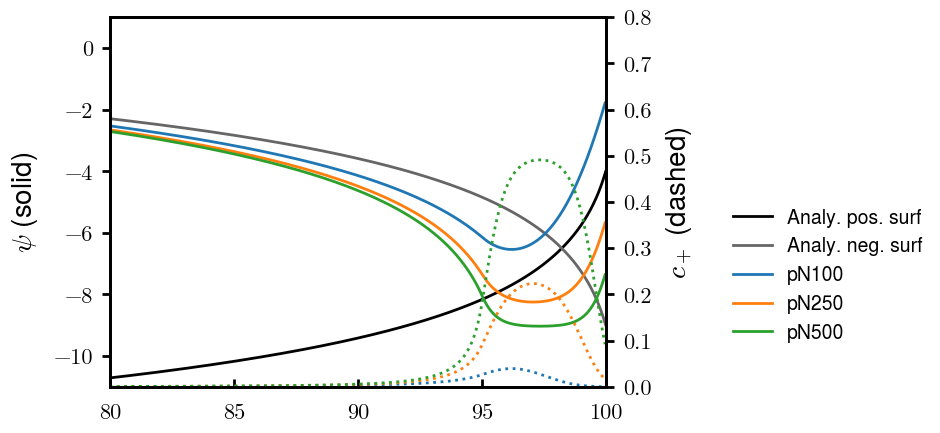 ψ (solid)
0
−2
−4
−6
−8
−10
80
85
90
95
100
0.8
0.7
0.6
0.5
0.4
0.3
0.2
0.1
0.0
c₊ (dashed)
Analy. pos. surf
Analy. neg. surf
pN100
pN250
pN500